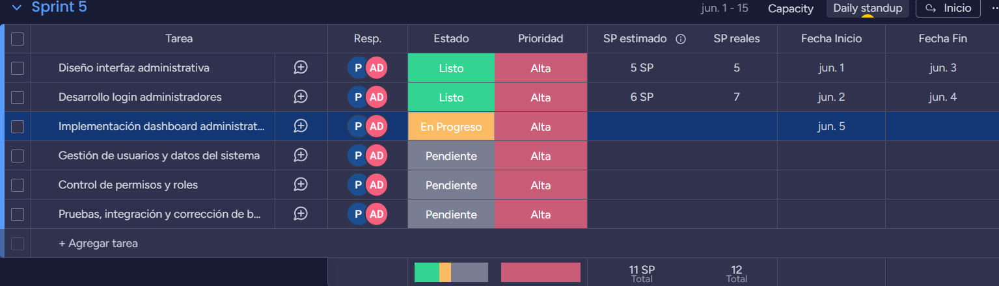 Sprint 5 jun. 1 - 15 Capacity Daily standup Inicio
Tarea Resp. Estado Prioridad SP estimado SP reales Fecha Inicio Fecha Fin
Diseño interfaz administrativa P AD Listo Alta 5 SP 5 jun. 1 jun. 3
Desarrollo login administradores P AD Listo Alta 6 SP 7 jun. 2 jun. 4
Implementación dashboard administrat... P AD En Progreso Alta jun. 5
Gestión de usuarios y datos del sistema P AD Pendiente Alta
Control de permisos y roles P AD Pendiente Alta
Pruebas, integración y corrección de b... P AD Pendiente Alta
+ Agregar tarea
11 SP 12
Total Total